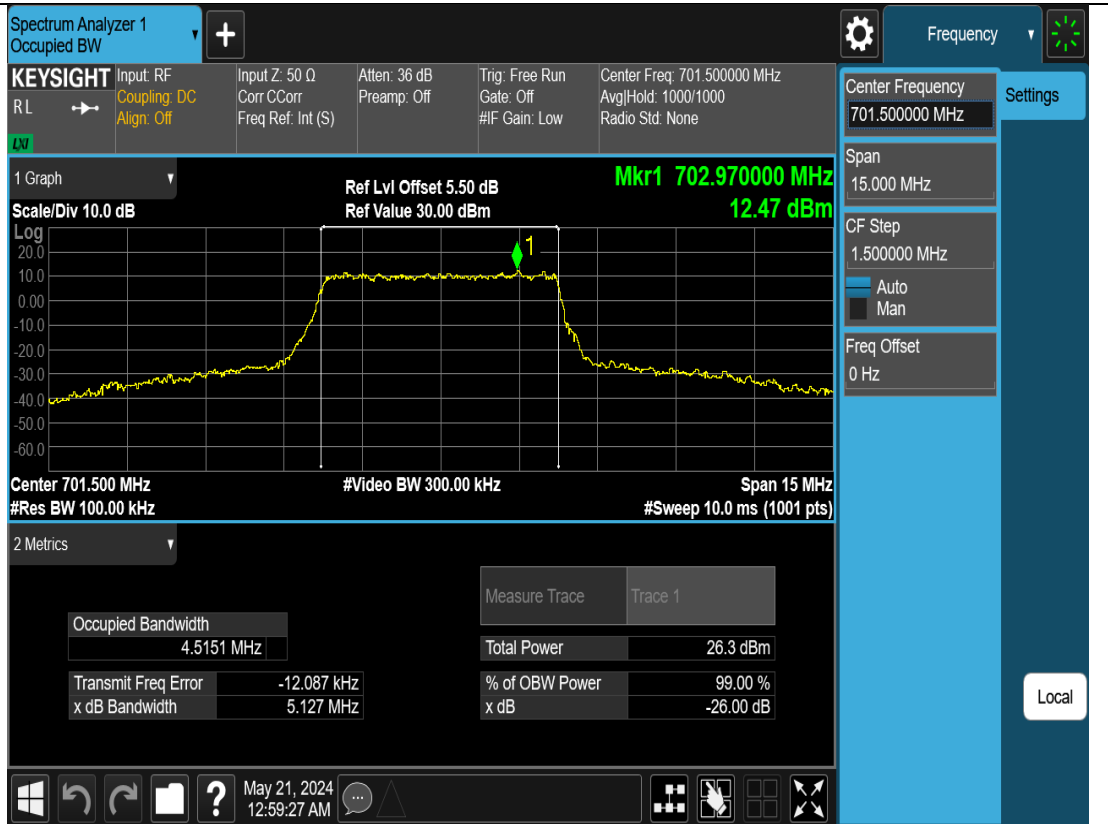 Spectrum Analyzer 1
Occupied BW
+
Frequency
KEYSIGHT
R L
LXI
Input: RF
Coupling: DC
Align: Off
Input Z: 50 Ω
Corr CCorr
Freq Ref: Int (S)
Atten: 36 dB
Preamp: Off
Trig: Free Run
Gate: Off
#IF Gain: Low
Center Freq: 701.500000 MHz
Avg|Hold: 1000/1000
Radio Std: None
Center Frequency
701.500000 MHz
Settings
Span
15.000 MHz
CF Step
1.500000 MHz
Auto
Man
Freq Offset
0 Hz
Local
1 Graph
Scale/Div 10.0 dB
Ref Lvl Offset 5.50 dB
Ref Value 30.00 dBm
Mkr1 702.970000 MHz
12.47 dBm
Log
1
20.0
10.0
0.00
-10.0
-20.0
-30.0
-40.0
-50.0
-60.0
Center 701.500 MHz
#Video BW 300.00 kHz
Span 15 MHz
#Res BW 100.00 kHz
#Sweep 10.0 ms (1001 pts)
2 Metrics
Measure Trace Trace 1
Occupied Bandwidth
4.5151 MHz
Total Power 26.3 dBm
Transmit Freq Error -12.087 kHz
% of OBW Power 99.00 %
x dB Bandwidth 5.127 MHz
x dB -26.00 dB
?
May 21, 2024
12:59:27 AM